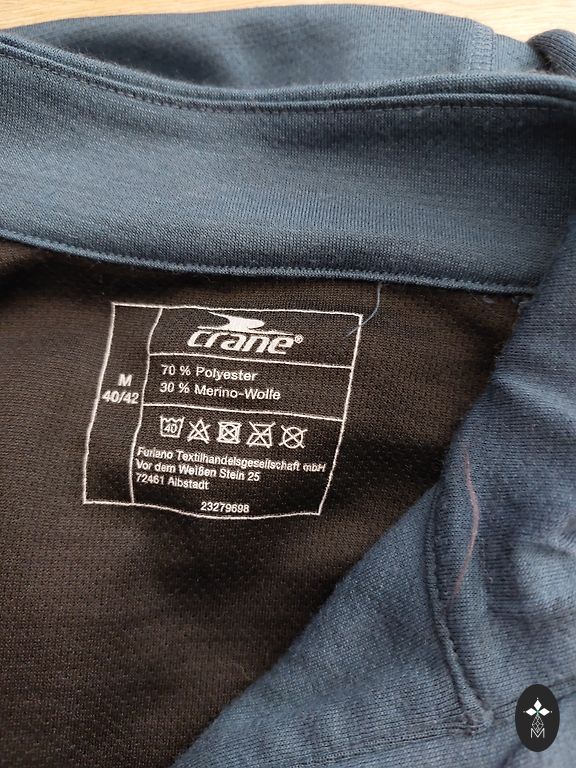 crane®
M
40/42
70 % Polyester
30 % Merino-Wolle
40
Furiano Textilhandelsgesellschaft mbH
Vor dem Weißen Stein 25
72461 Albstadt
23279698
M